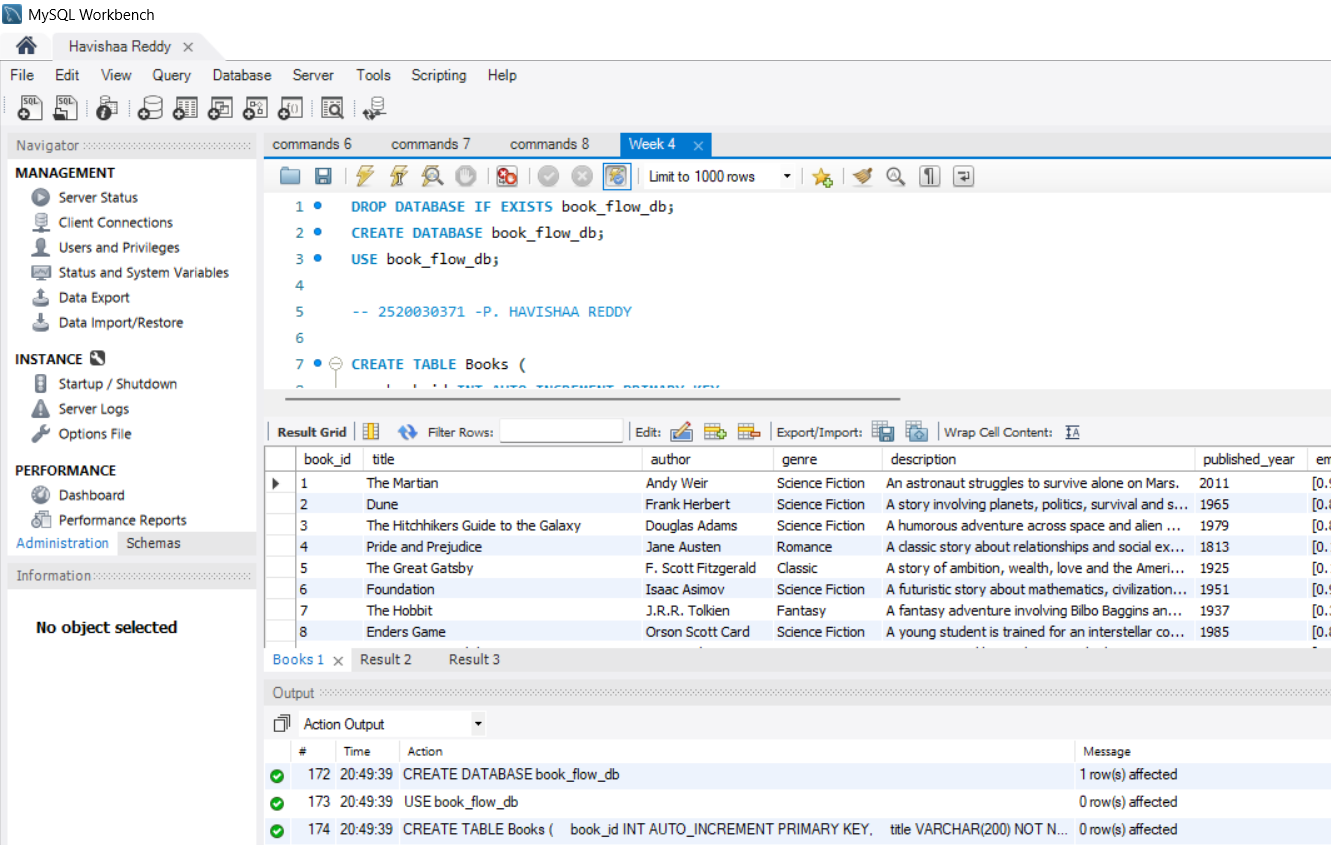 MySQL Workbench
Havishaa Reddy
File Edit View Query Database Server Tools Scripting Help
Navigator
MANAGEMENT
Server Status
Client Connections
Users and Privileges
Status and System Variables
Data Export
Data Import/Restore
INSTANCE
Startup / Shutdown
Server Logs
Options File
PERFORMANCE
Dashboard
Performance Reports
Administration Schemas
Information
No object selected
commands 6 commands 7 commands 8 Week 4
Limit to 1000 rows
1 DROP DATABASE IF EXISTS book_flow_db;
2 CREATE DATABASE book_flow_db;
3 USE book_flow_db;
4
5 -- 2520030371 -P. HAVISHAA REDDY
6
7 CREATE TABLE Books (
Result Grid Filter Rows: Edit: Export/Import: Wrap Cell Content:
book_id title author genre description published_year em
1 The Martian Andy Weir Science Fiction An astronaut struggles to survive alone on Mars. 2011
2 Dune Frank Herbert Science Fiction A story involving planets, politics, survival and s... 1965
3 The Hitchhikers Guide to the Galaxy Douglas Adams Science Fiction A humorous adventure across space and alien ... 1979
4 Pride and Prejudice Jane Austen Romance A classic story about relationships and social ex... 1813
5 The Great Gatsby F. Scott Fitzgerald Classic A story of ambition, wealth, love and the Ameri... 1925
6 Foundation Isaac Asimov Science Fiction A futuristic story about mathematics, civilization... 1951
7 The Hobbit J.R.R. Tolkien Fantasy A fantasy adventure involving Bilbo Baggins an... 1937
8 Enders Game Orson Scott Card Science Fiction A young student is trained for an interstellar co... 1985
Books 1 Result 2 Result 3
Output
Action Output
# Time Action Message
172 20:49:39 CREATE DATABASE book_flow_db 1 row(s) affected
173 20:49:39 USE book_flow_db 0 row(s) affected
174 20:49:39 CREATE TABLE Books ( book_id INT AUTO_INCREMENT PRIMARY KEY, title VARCHAR(200) NOT N... 0 row(s) affected